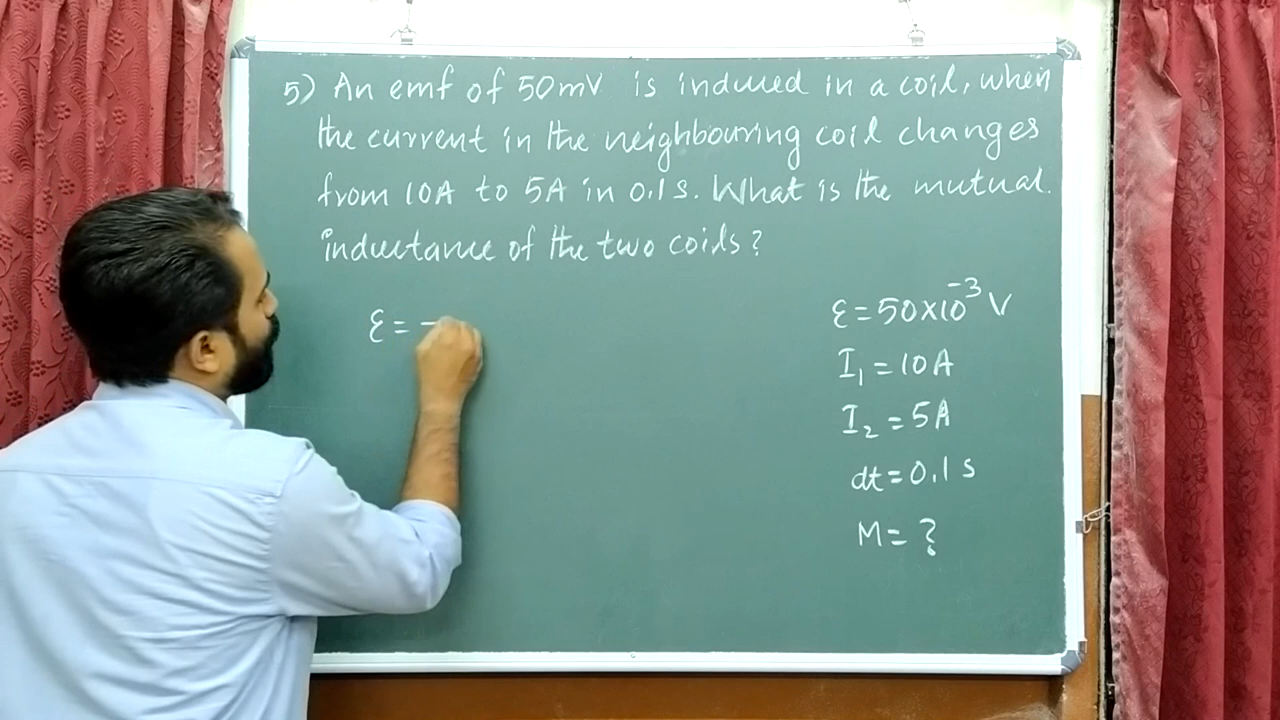 5) An emf of 50mV is induced in a coil, when
the current in the neighbouring coil changes
from 10A to 5A in 0.1s. What is the mutual
inductance of the two coils?
ε = -
ε = 50×10⁻³ V
I₁ = 10A
I₂ = 5A
dt = 0.1 s
M = ?